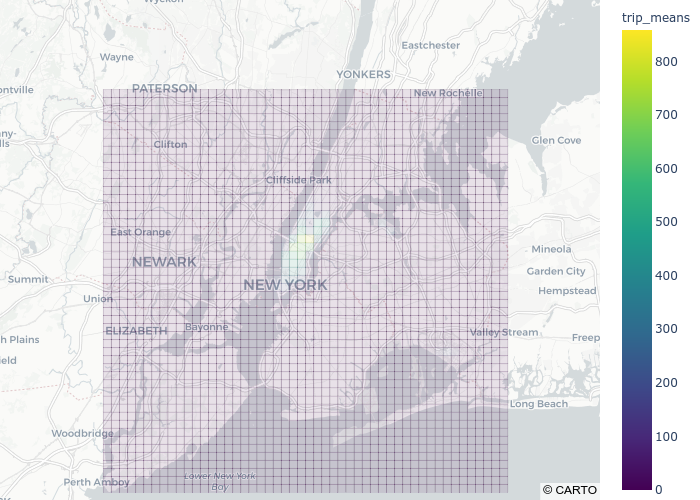 Wyckoff
trip_means
Eastchester
Wayne
YONKERS
PATERSON
New Rochelle
ontville
800
700
600
500
400
300
200
100
0
ny-
lls
Clifton
Glen Cove
Cliffside Park
East Orange
Mineola
NEWARK
Garden City
Summit
NEW YORK
Hempstead
Union
ELIZABETH
Bayonne
Valley Stream
Freep
h Plains
ield
Long Beach
Woodbridge
Lower New York
Bay
Perth Amboy
© CARTO